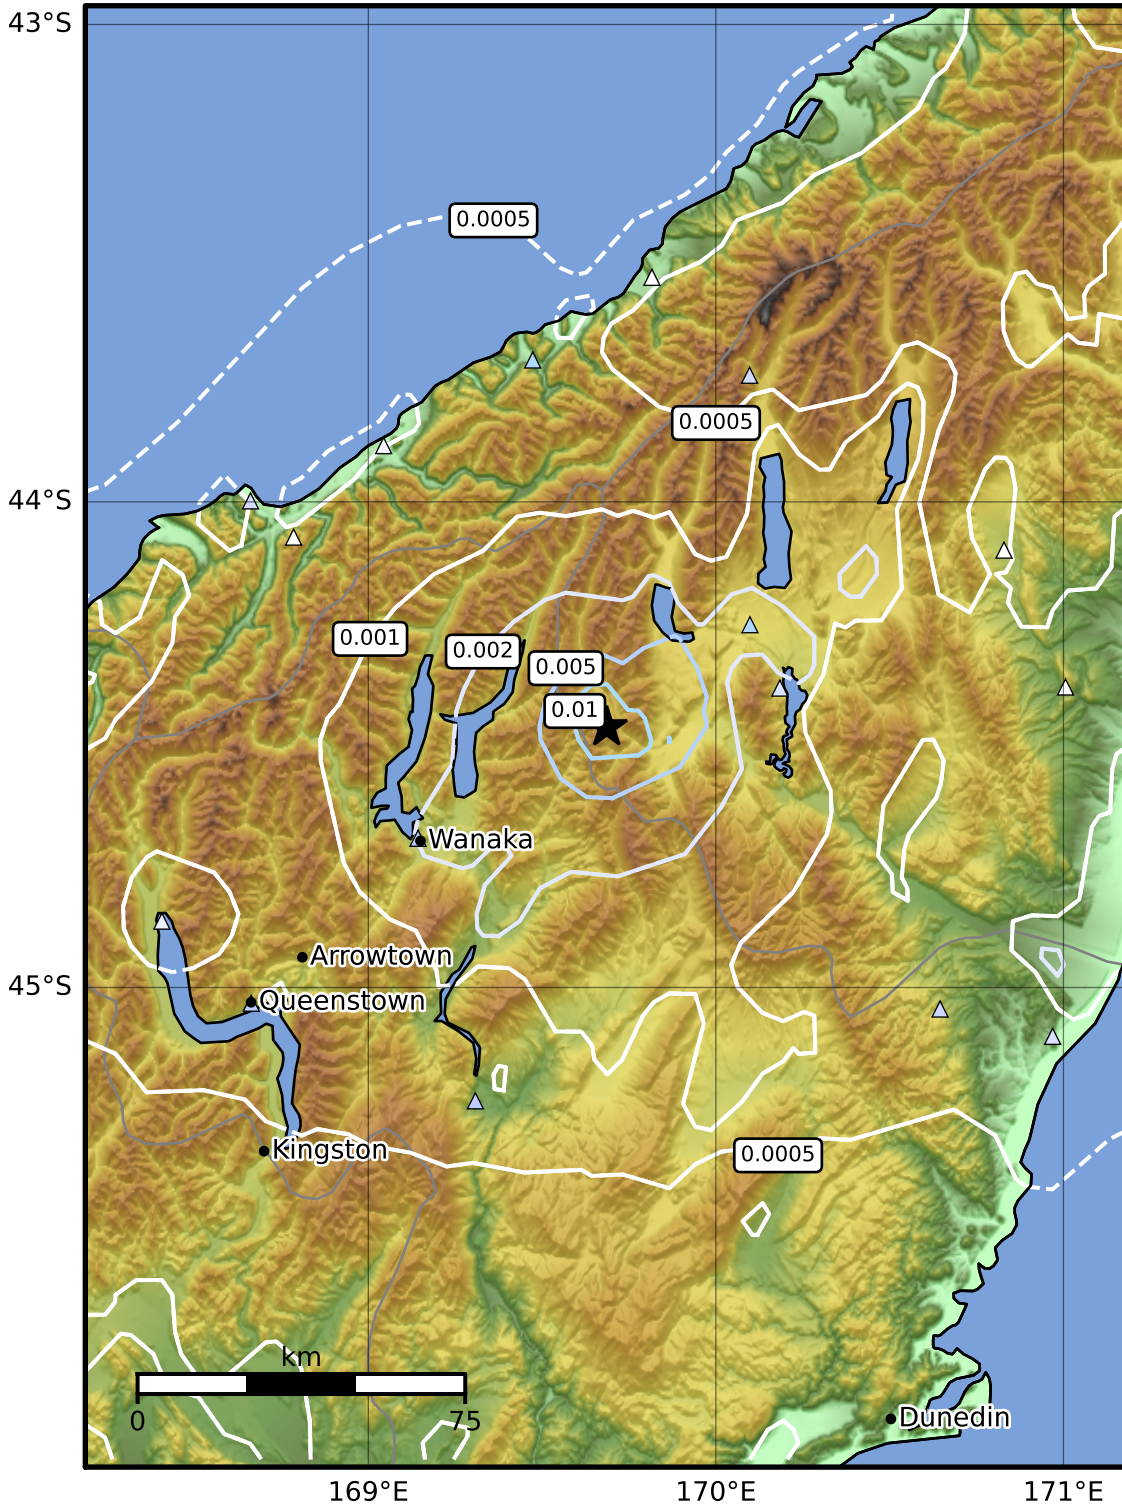 43°S
0.0005
0.0005
44°S
0.001
0.002
0.005
0.01
Wanaka
Arrowtown
45°S
Queenstown
Kingston
0.0005
km
0
75
Dunedin
169°E
170°E
171°E